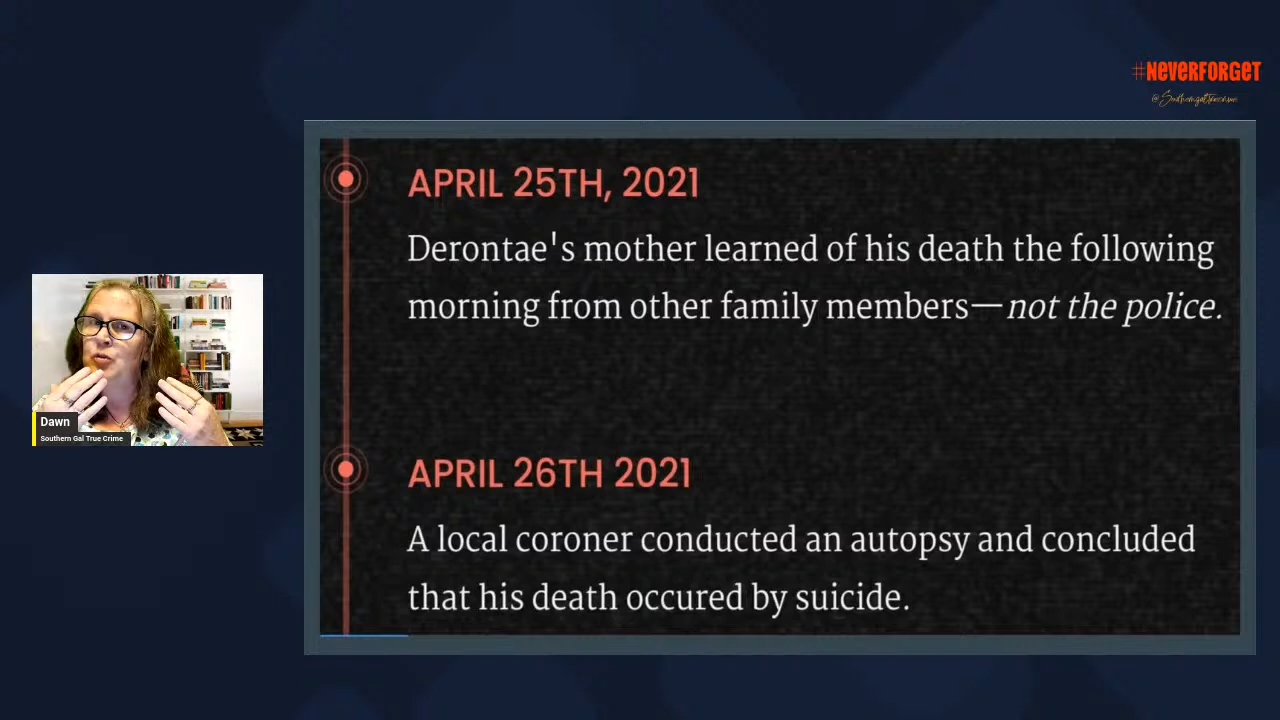 #NEVERFORGET
@Southerngaltruecrime
APRIL 25TH, 2021
Derontae's mother learned of his death the following
morning from other family members—not the police.
Dawn
Southern Gal True Crime
APRIL 26TH 2021
A local coroner conducted an autopsy and concluded
that his death occured by suicide.